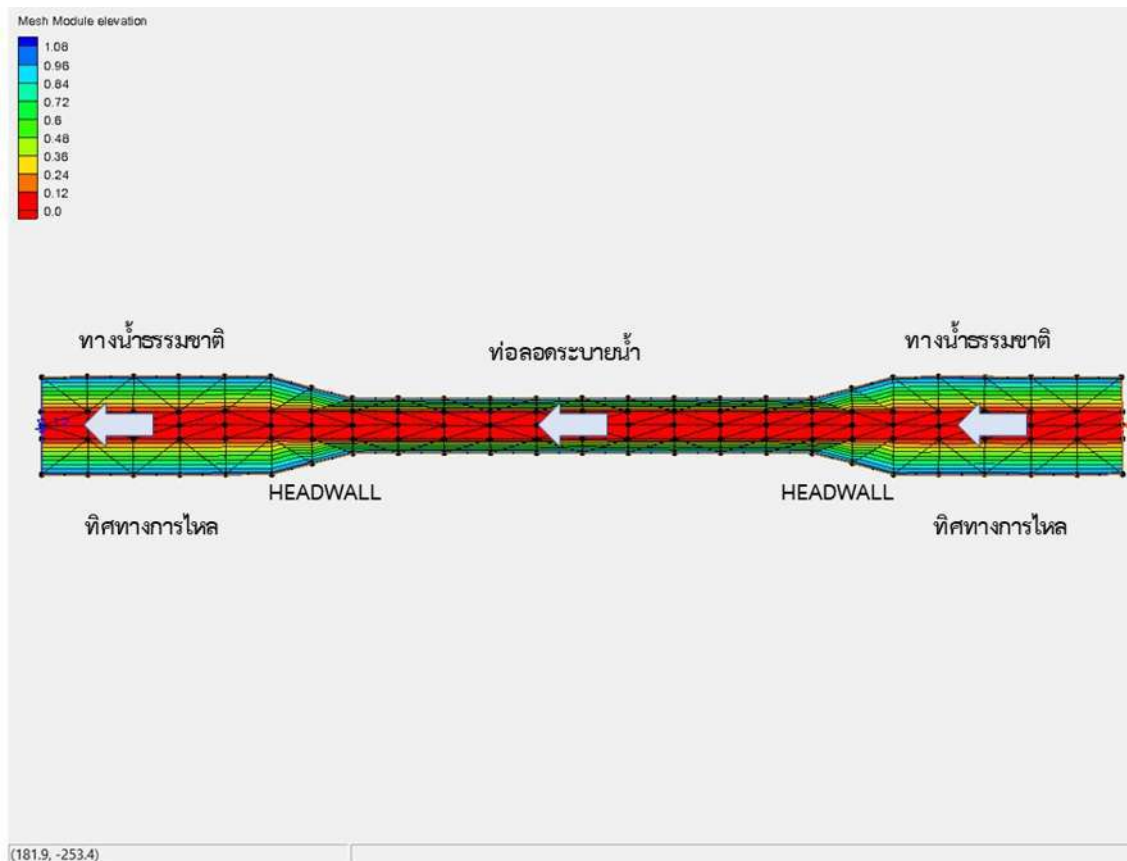 Mesh Module elevation
1.08
0.96
0.84
0.72
0.6
0.48
0.36
0.24
0.12
0.0
ทางน้ำธรรมชาติ
ท่อลอดระบายน้ำ
ทางน้ำธรรมชาติ
HEADWALL
HEADWALL
ทิศทางการไหล
ทิศทางการไหล
(181.9, -253.4)